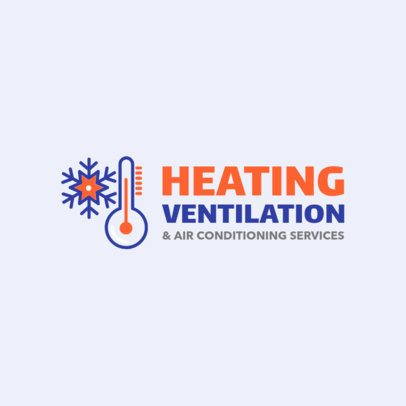 HEATING
VENTILATION
& AIR CONDITIONING SERVICES